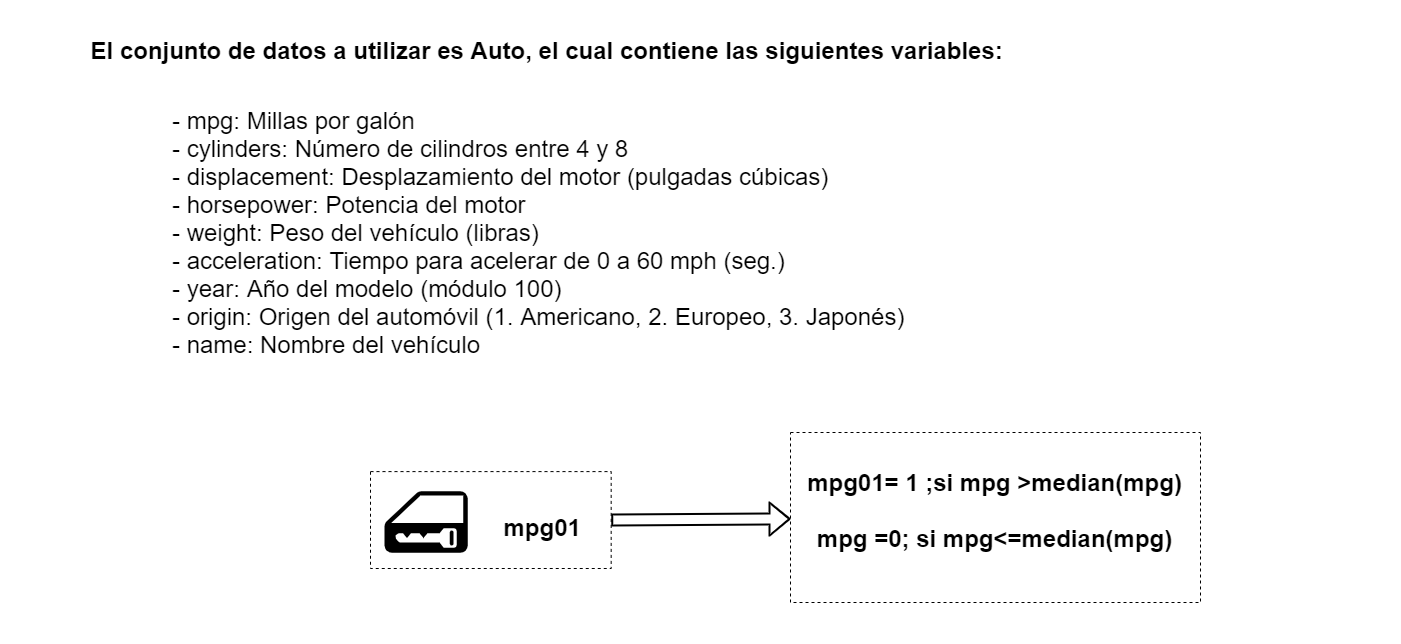 El conjunto de datos a utilizar es Auto, el cual contiene las siguientes variables:
- mpg: Millas por galón
- cylinders: Número de cilindros entre 4 y 8
- displacement: Desplazamiento del motor (pulgadas cúbicas)
- horsepower: Potencia del motor
- weight: Peso del vehículo (libras)
- acceleration: Tiempo para acelerar de 0 a 60 mph (seg.)
- year: Año del modelo (módulo 100)
- origin: Origen del automóvil (1. Americano, 2. Europeo, 3. Japonés)
- name: Nombre del vehículo
mpg01
mpg01= 1 ;si mpg >median(mpg)
mpg =0; si mpg<=median(mpg)